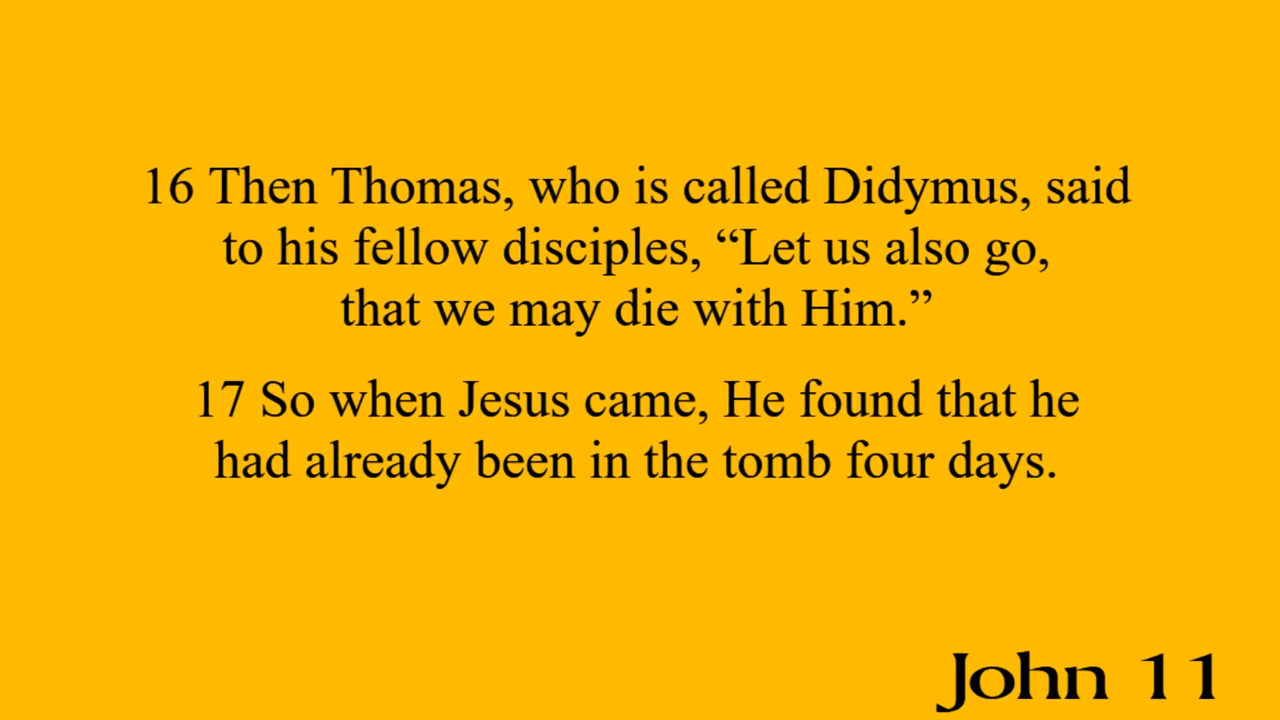 16 Then Thomas, who is called Didymus, said
to his fellow disciples, “Let us also go,
that we may die with Him.”
17 So when Jesus came, He found that he
had already been in the tomb four days.
John 11